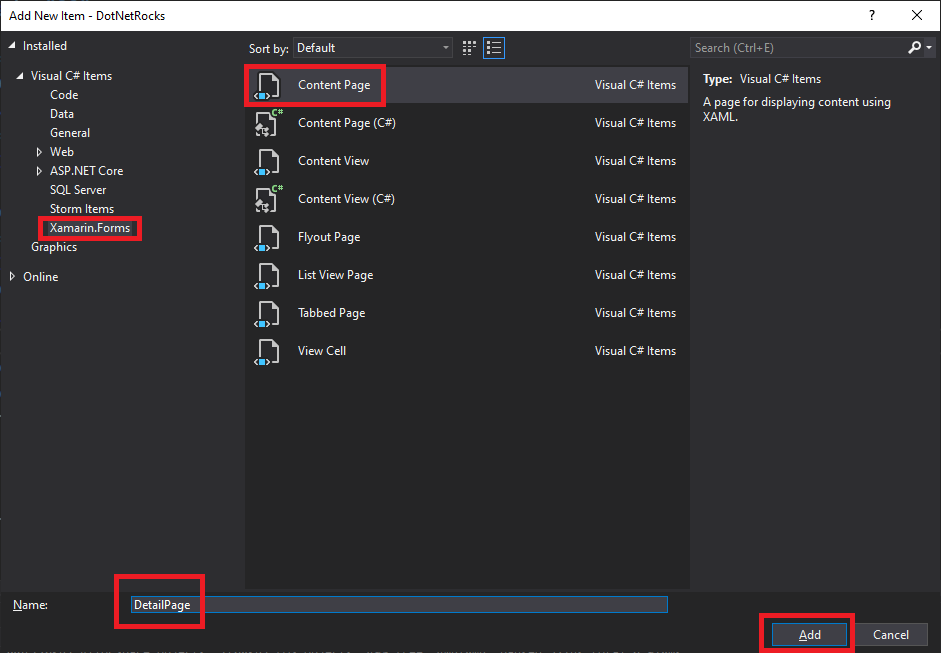 Add New Item - DotNetRocks
?
Installed
Visual C# Items
Code
Data
General
Web
ASP.NET Core
SQL Server
Storm Items
Xamarin.Forms
Graphics
Online
Sort by: Default
Content Page Visual C# Items
C#
Content Page (C#) Visual C# Items
Content View Visual C# Items
C#
Content View (C#) Visual C# Items
Flyout Page Visual C# Items
List View Page Visual C# Items
Tabbed Page Visual C# Items
View Cell Visual C# Items
Search (Ctrl+E)
Type: Visual C# Items
A page for displaying content using
XAML.
Name: DetailPage
Add Cancel